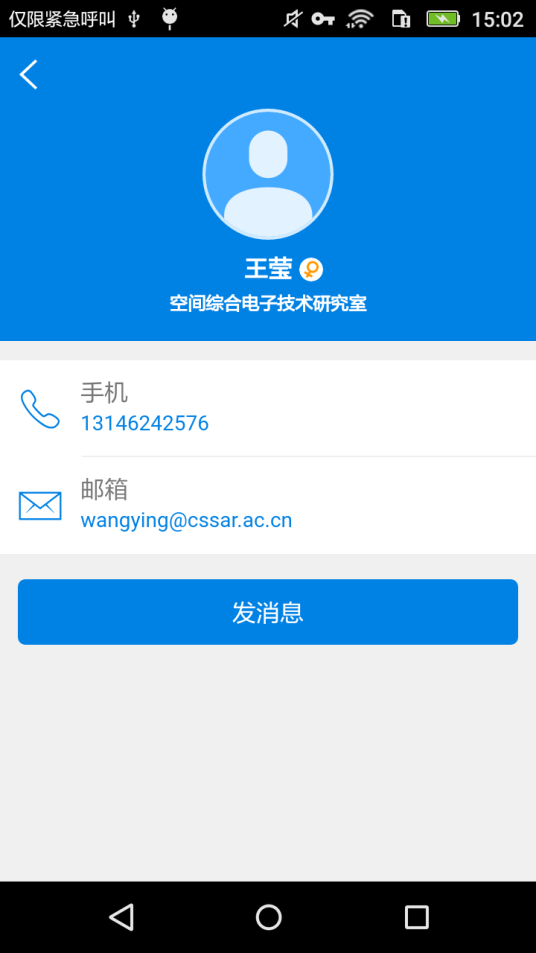 仅限紧急呼叫 15:02
王莹
空间综合电子技术研究室
手机
13146242576
邮箱
wangying@cssar.ac.cn
发消息